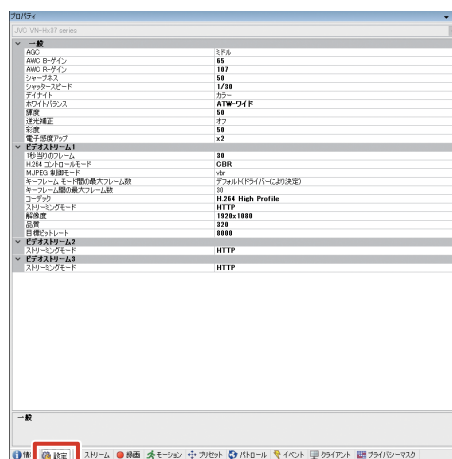 プロパティ
JVC VN-H537 series
一般
AGC ミドル
AWC B-ゲイン 65
AWC R-ゲイン 107
シャープネス 50
シャッタースピード 1/30
デイナイト カラー
ホワイトバランス ATW-ワイド
輝度 50
逆光補正 オフ
彩度 50
電子感度アップ x2
ビデオストリーム1
1秒当りのフレーム 30
H.264 コントロールモード CBR
MJPEG 制御モード vbr
キーフレーム モード間の最大フレーム数 デフォルト(ドライバーにより決定)
キーフレーム間の最大フレーム数 30
コーデック H.264 High Profile
ストリーミングモード HTTP
解像度 1920x1080
品質 320
目標ビットレート 8000
ビデオストリーム2
ストリーミングモード HTTP
ビデオストリーム3
ストリーミングモード HTTP
一般
設定 ストリーム 録画 モーション プリセット パトロール イベント クライアント プライバシーマスク